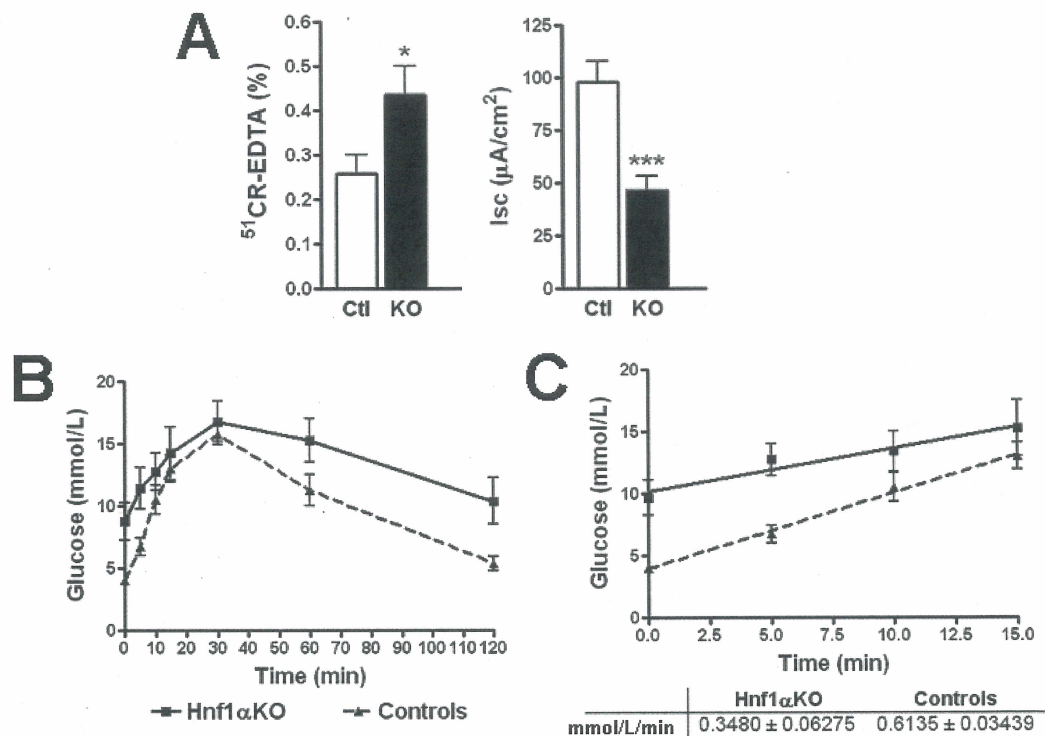 A
⁵¹CR-EDTA (%)
0.6
0.5
0.4
0.3
0.2
0.1
0.0
*
Ctl KO
Isc (µA/cm²)
125
100
75
50
25
0
***
Ctl KO
B
Glucose (mmol/L)
20
15
10
5
0
0 10 20 30 40 50 60 70 80 90 100 110 120
Time (min)
Hnf1αKO Controls
C
Glucose (mmol/L)
20
15
10
5
0
0.0 2.5 5.0 7.5 10.0 12.5 15.0
Time (min)
Hnf1αKO Controls
mmol/L/min 0.3480 ± 0.06275 0.6135 ± 0.03439